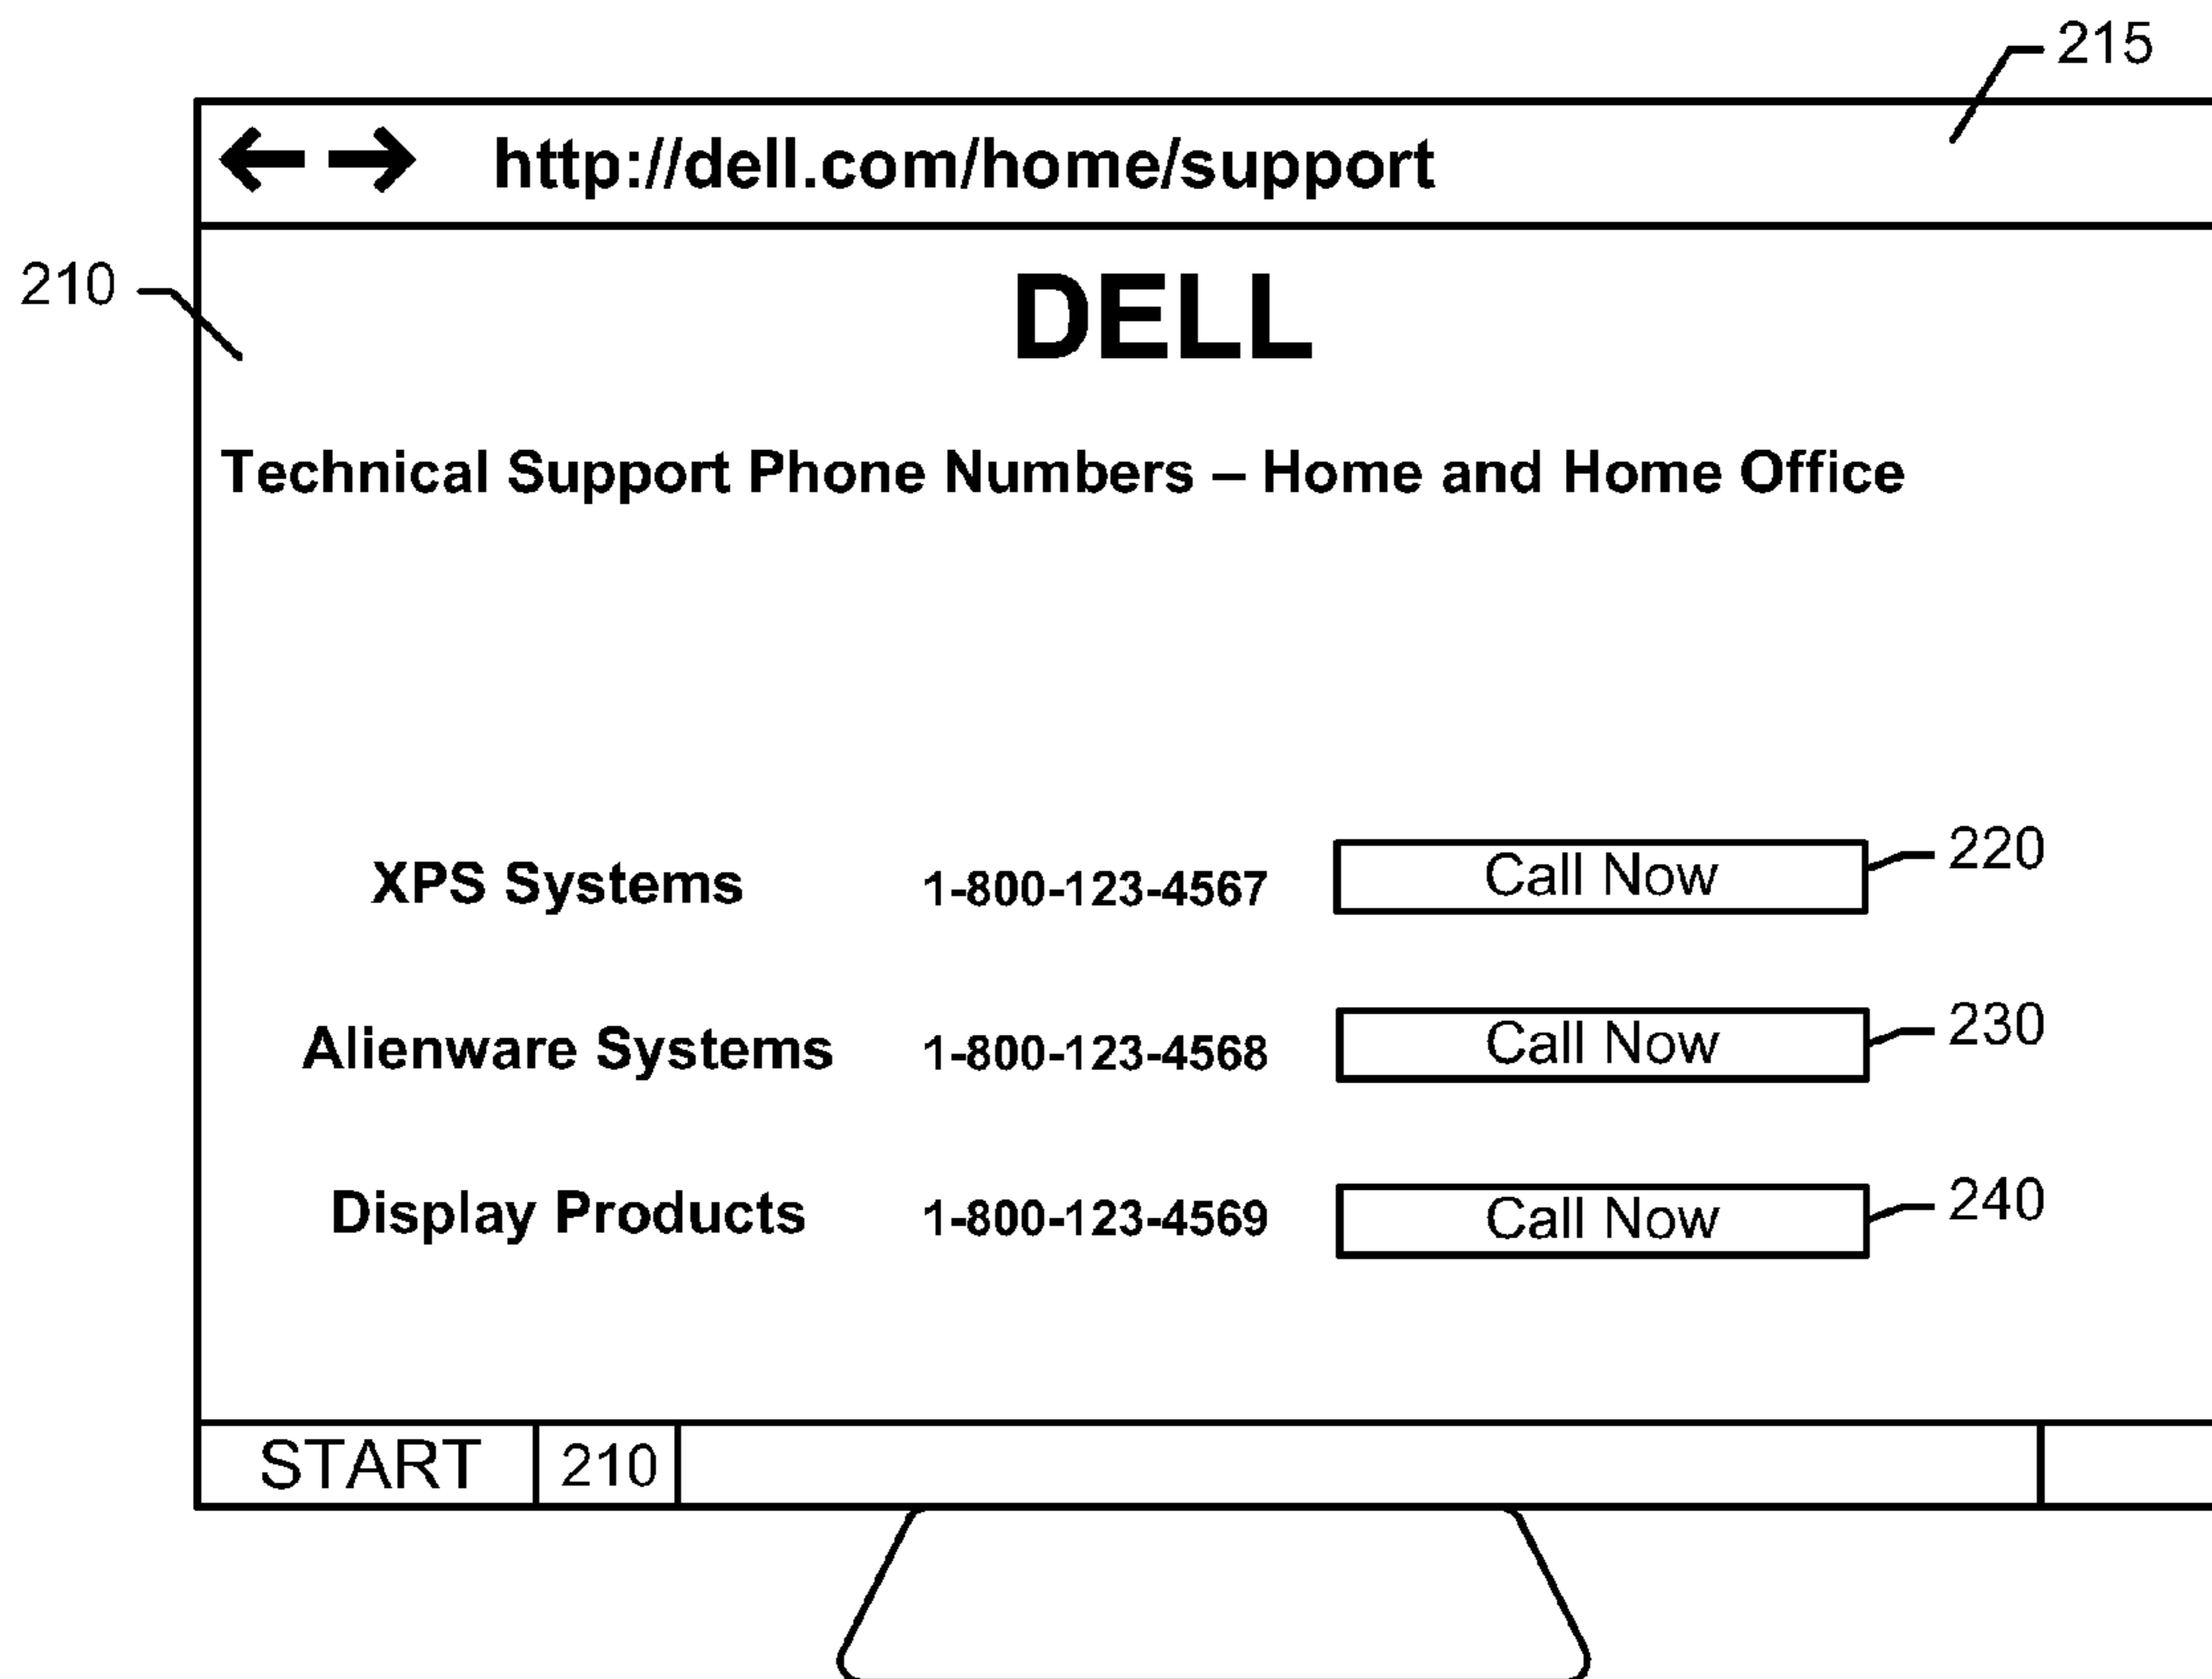 215
http://dell.com/home/support
210
DELL
Technical Support Phone Numbers – Home and Home Office
XPS Systems 1-800-123-4567 Call Now 220
Alienware Systems 1-800-123-4568 Call Now 230
Display Products 1-800-123-4569 Call Now 240
START 210